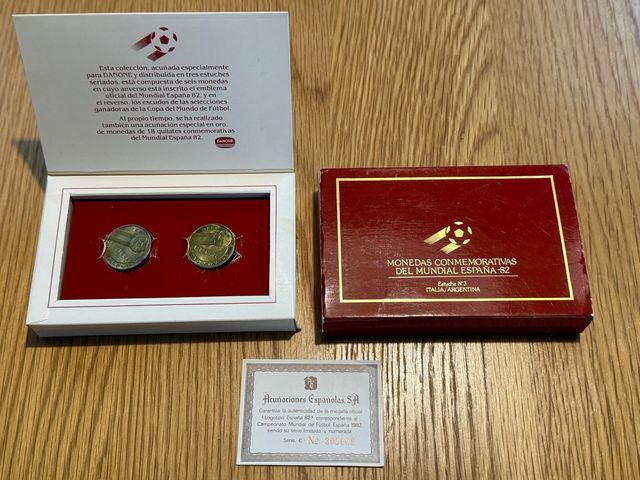 Esta colección, acuñada especialmente
para DANONE y distribuida en tres estuches
seriados, está compuesta de seis monedas
en cuyo anverso está inscrito el emblema
oficial del Mundial España 82, y en
el reverso, los escudos de las selecciones
ganadoras de la Copa del Mundo de Fútbol.
Al propio tiempo, se ha realizado
también una acuñación especial en oro,
de monedas de 18 quilates conmemorativas
del Mundial España 82.
DANONE
MONEDAS CONMEMORATIVAS
DEL MUNDIAL ESPAÑA-82
Estuche Nº3
ITALIA/ARGENTINA
Acuñaciones Españolas, S.A.
Garantiza la autenticidad de la medalla oficial
"Logotipo España 82" correspondiente al
Campeonato Mundial de Fútbol España 1982,
siendo su serie limitada y numerada
Serie. C Nº